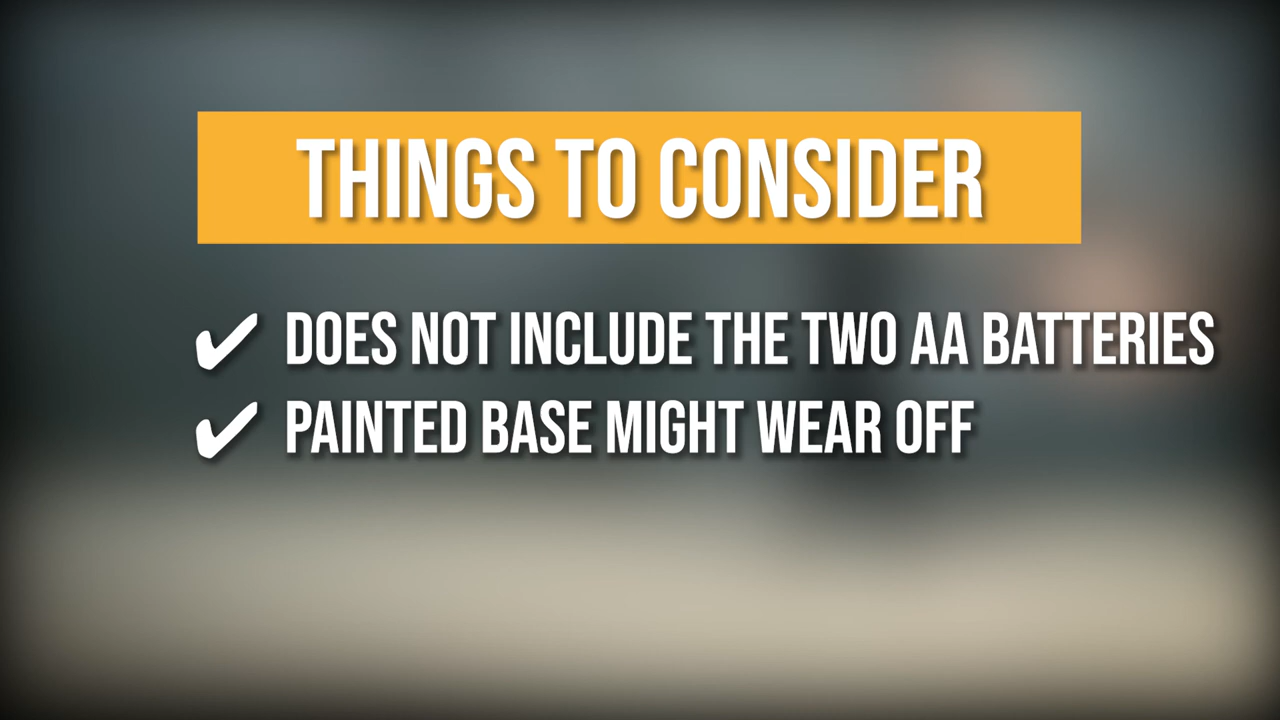 THINGS TO CONSIDER
✔ DOES NOT INCLUDE THE TWO AA BATTERIES
✔ PAINTED BASE MIGHT WEAR OFF